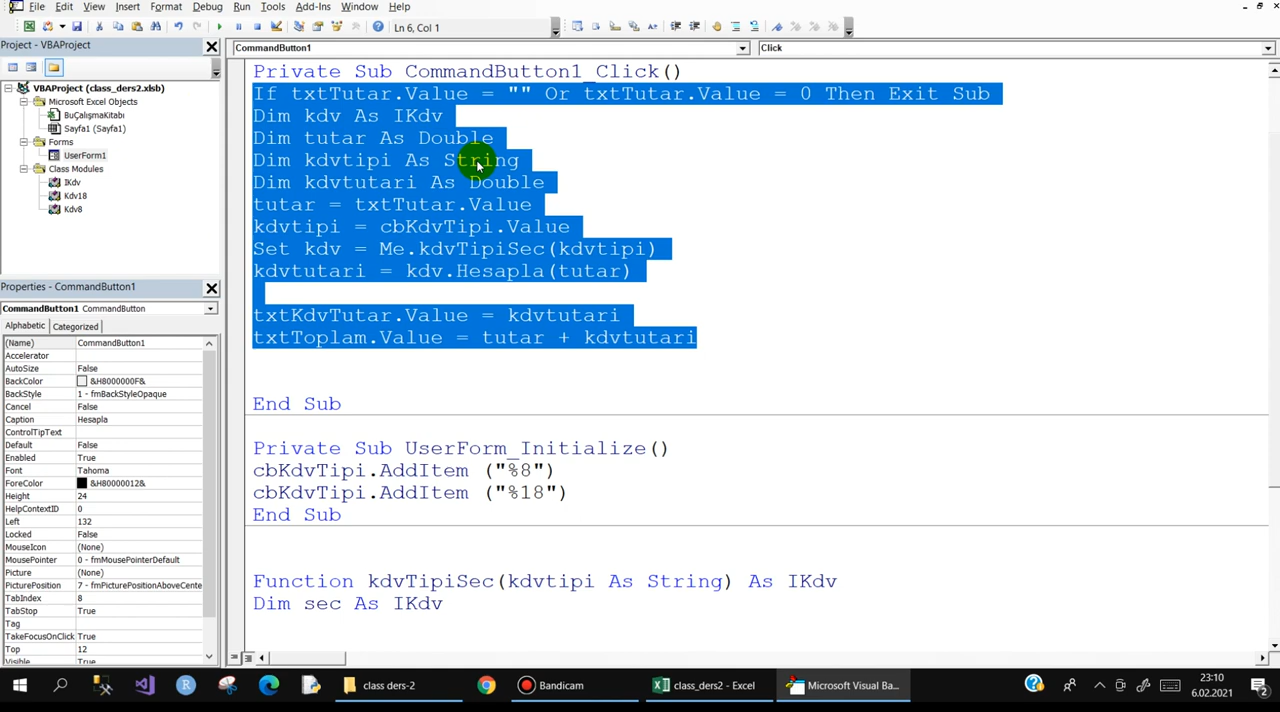 File Edit View Insert Format Debug Run Tools Add-Ins Window Help
Ln 6, Col 1
Project - VBAProject
CommandButton1 Click
VBAProject (class_ders2.xlsb)
Microsoft Excel Objects
BuÇalışmaKitabı
Sayfa1 (Sayfa1)
Forms
UserForm1
Class Modules
IKdv
Kdv18
Kdv8
Properties - CommandButton1
CommandButton1 CommandButton
Alphabetic Categorized
(Name) CommandButton1
Accelerator
AutoSize False
BackColor &H8000000F&
BackStyle 1 - fmBackStyleOpaque
Cancel False
Caption Hesapla
ControlTipText
Default False
Enabled True
Font Tahoma
ForeColor &H80000012&
Height 24
HelpContextID 0
Left 132
Locked False
MouseIcon (None)
MousePointer 0 - fmMousePointerDefault
Picture (None)
PicturePosition 7 - fmPicturePositionAboveCente
TabIndex 8
TabStop True
Tag
TakeFocusOnClick True
Top 12
Visible True
Private Sub CommandButton1_Click()
If txtTutar.Value = "" Or txtTutar.Value = 0 Then Exit Sub
Dim kdv As IKdv
Dim tutar As Double
Dim kdvtipi As String
Dim kdvtutari As Double
tutar = txtTutar.Value
kdvtipi = cbKdvTipi.Value
Set kdv = Me.kdvTipiSec(kdvtipi)
kdvtutari = kdv.Hesapla(tutar)
txtKdvTutar.Value = kdvtutari
txtToplam.Value = tutar + kdvtutari
End Sub
Private Sub UserForm_Initialize()
cbKdvTipi.AddItem ("%8")
cbKdvTipi.AddItem ("%18")
End Sub
Function kdvTipiSec(kdvtipi As String) As IKdv
Dim sec As IKdv
class ders-2
Bandicam
class_ders2 - Excel
Microsoft Visual Ba...
23:10
6.02.2021
2